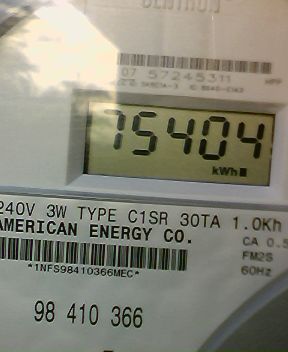 CENTRON
07 57245311
75404
kWh
240V 3W TYPE C1SR 30TA 1.0Kh
AMERICAN ENERGY CO.
CA 0.5
FM2S
60Hz
*1NFS98410366MEC*
98 410 366